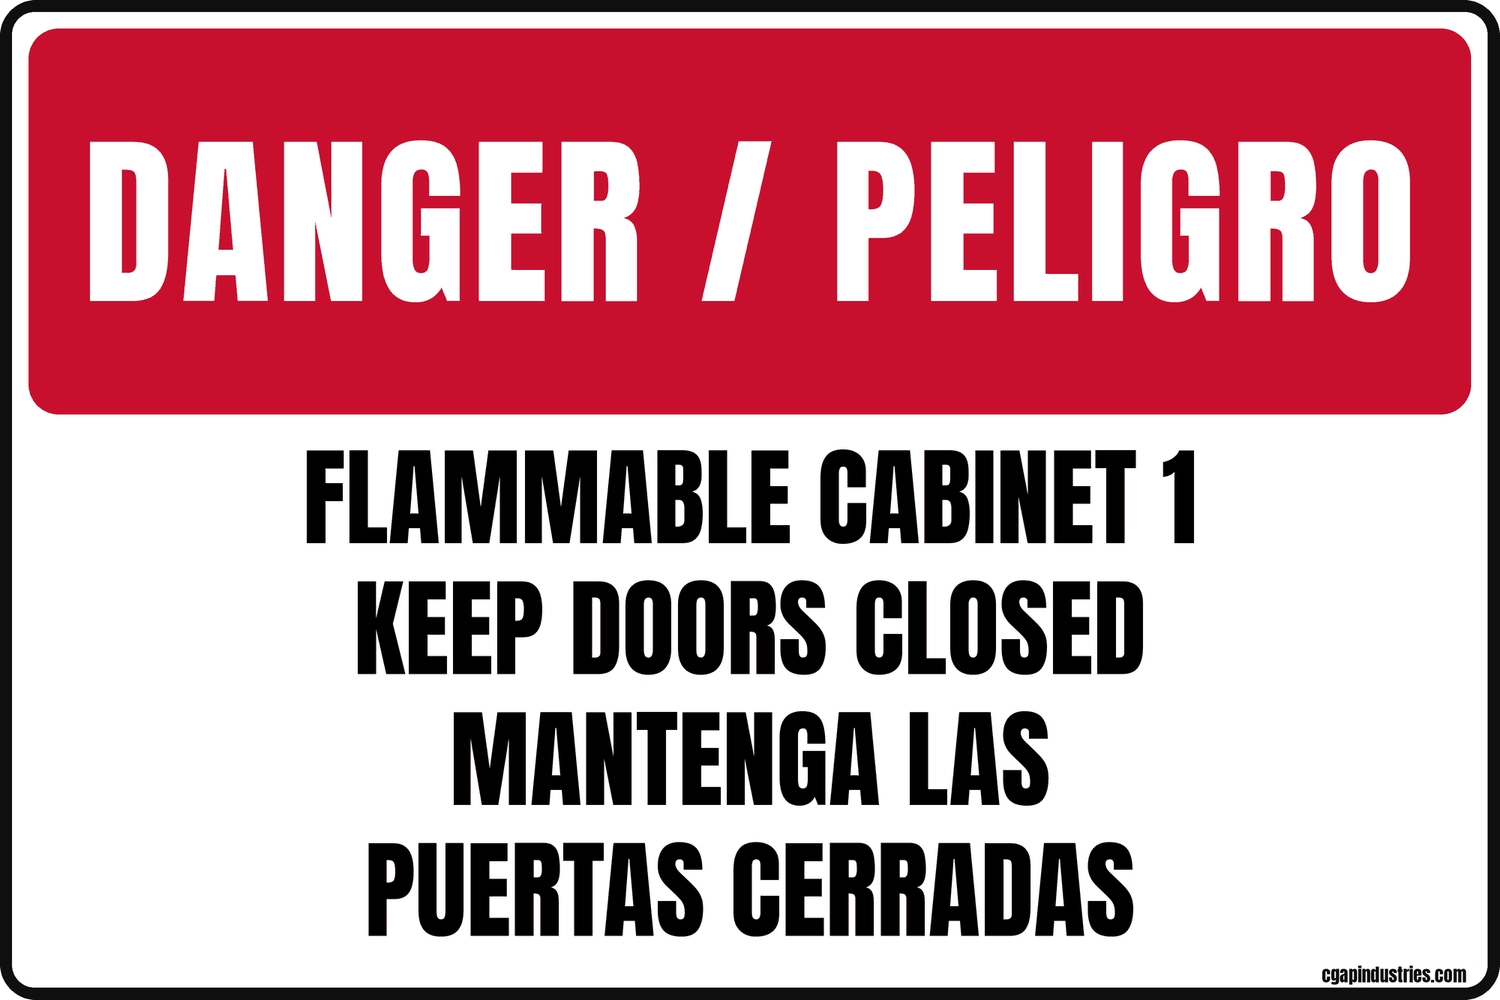 DANGER / PELIGRO
FLAMMABLE CABINET 1
KEEP DOORS CLOSED
MANTENGA LAS
PUERTAS CERRADAS
cgapindustries.com